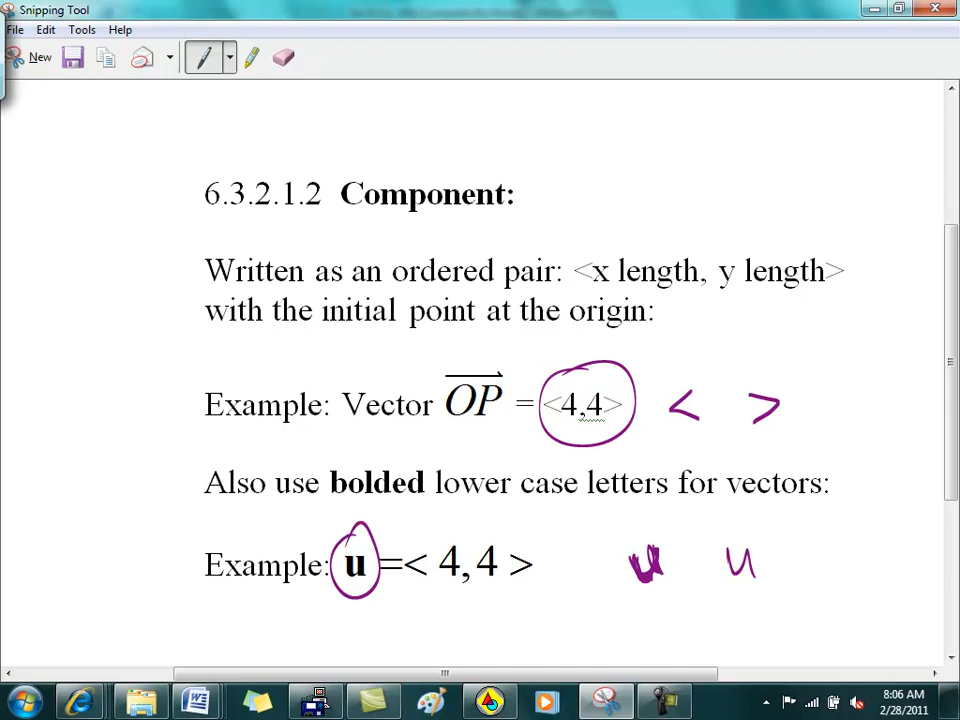 Snipping Tool
File Edit Tools Help
New
6.3.2.1.2 Component:
Written as an ordered pair: <x length, y length>
with the initial point at the origin:
Example: Vector OP = <4,4> < >
Also use bolded lower case letters for vectors:
Example: u =< 4, 4 > u u
8:06 AM
2/28/2011